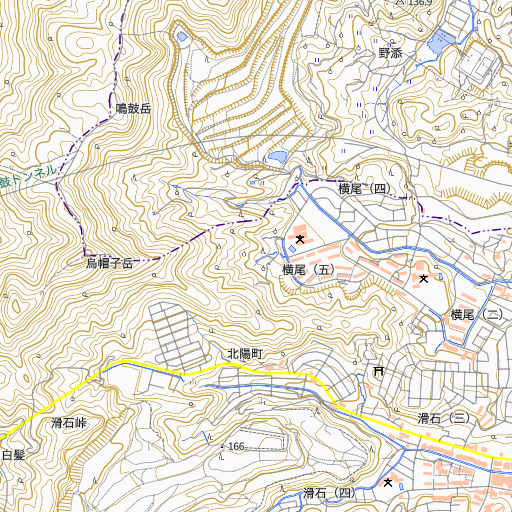 136.9
野添
鳴鼓岳
鼓トンネル
横尾（四）
烏帽子岳
横尾（五）
横尾（二）
北陽町
滑石（三）
滑石峠
白髪
166
滑石（四）